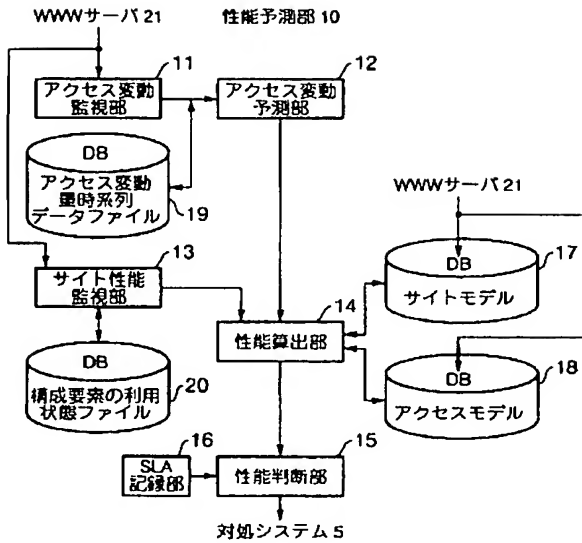 WWWサーバ 21
性能予測部 10
11
アクセス変動
監視部
12
アクセス変動
予測部
DB
アクセス変動
量時系列
データファイル
19
WWWサーバ 21
13
サイト性能
監視部
DB
サイトモデル
17
14
性能算出部
DB
構成要素の利用
状態ファイル
20
DB
アクセスモデル
18
16
SLA
記録部
15
性能判断部
対処システム 5